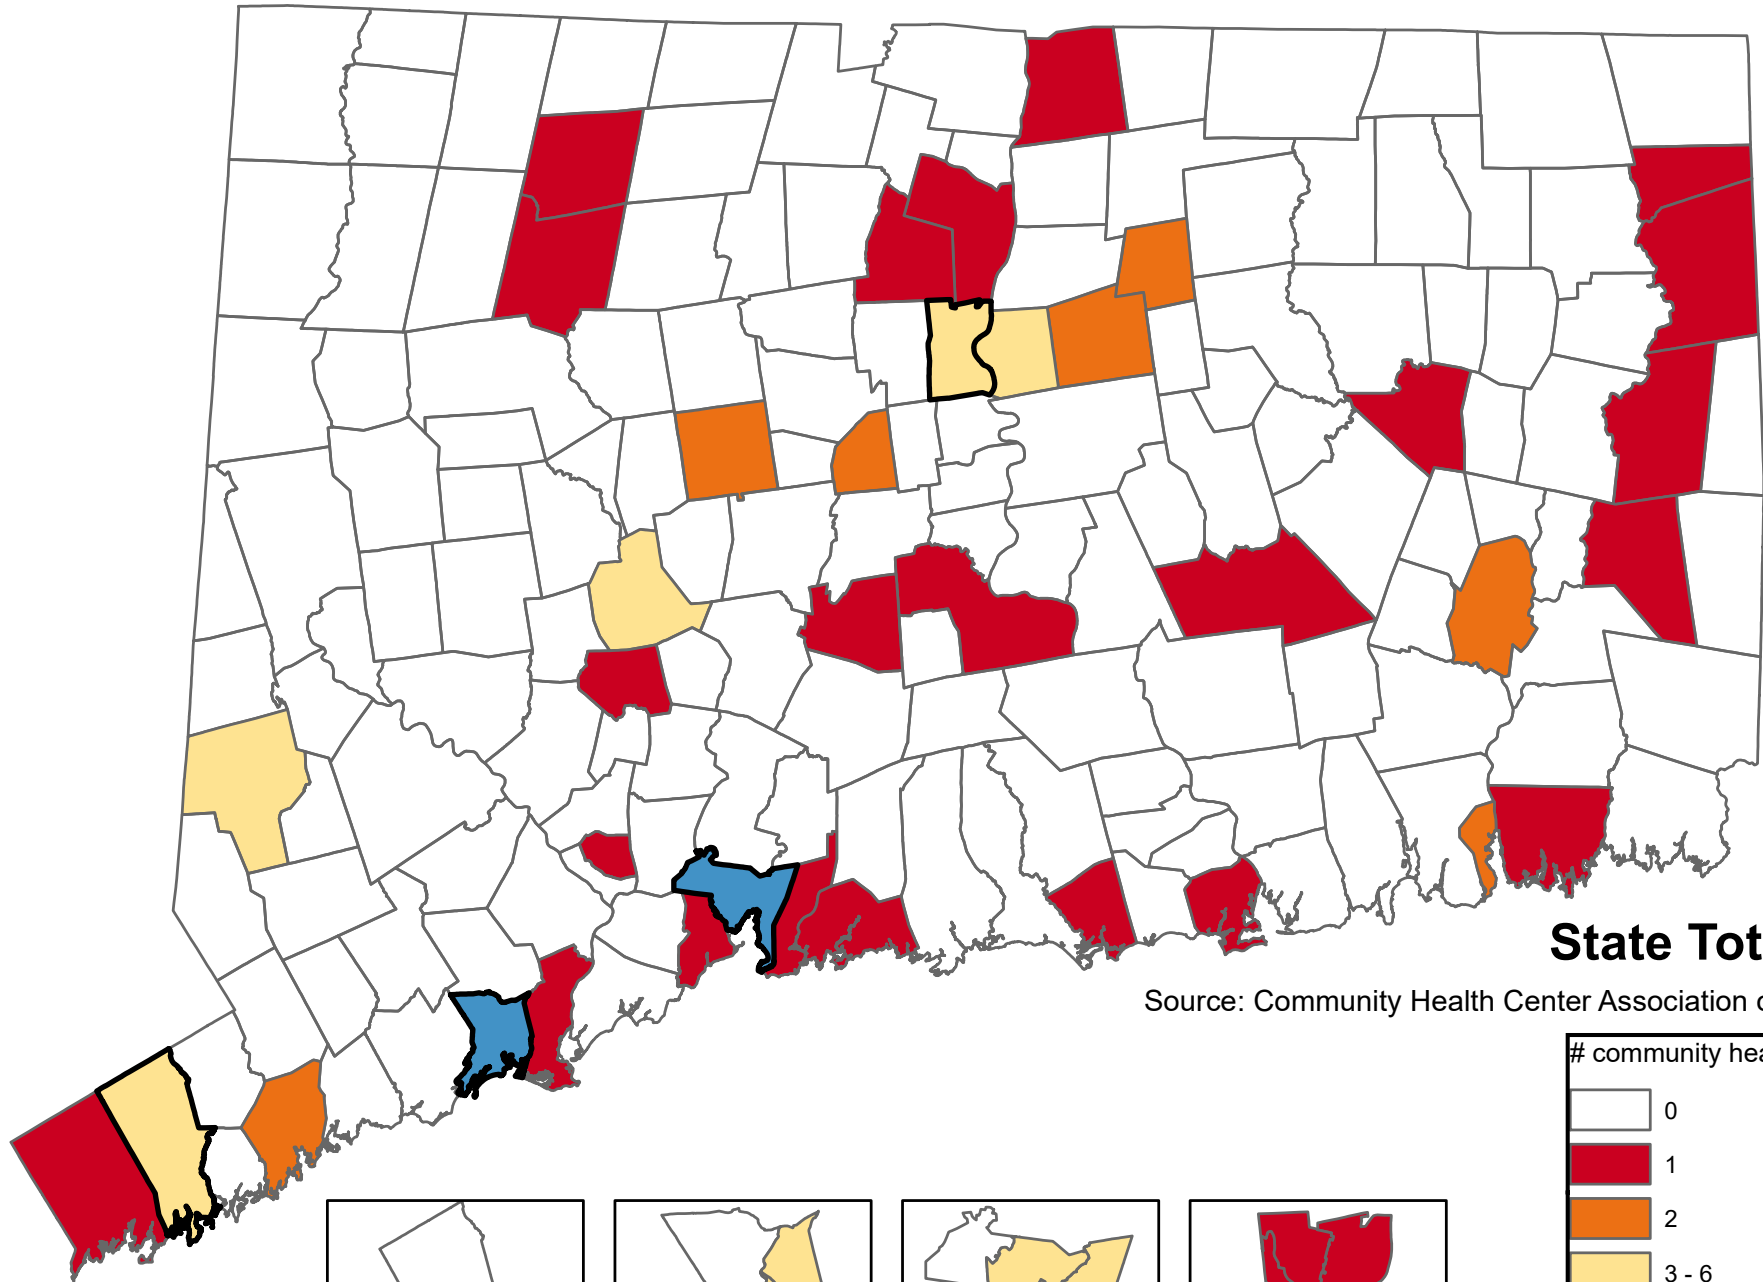 State Tot
Source: Community Health Center Association
# community hea
0
1
2
3 - 6